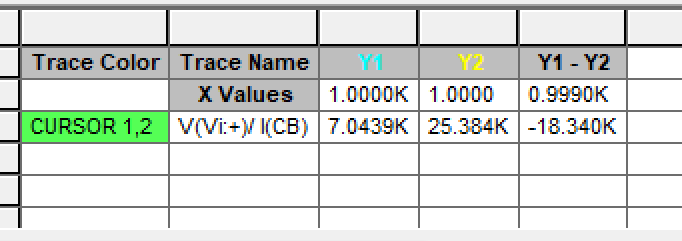 Trace Color Trace Name Y1 Y2 Y1 - Y2
X Values 1.0000K 1.0000 0.9990K
CURSOR 1,2 V(Vi:+)/ I(CB) 7.0439K 25.384K -18.340K